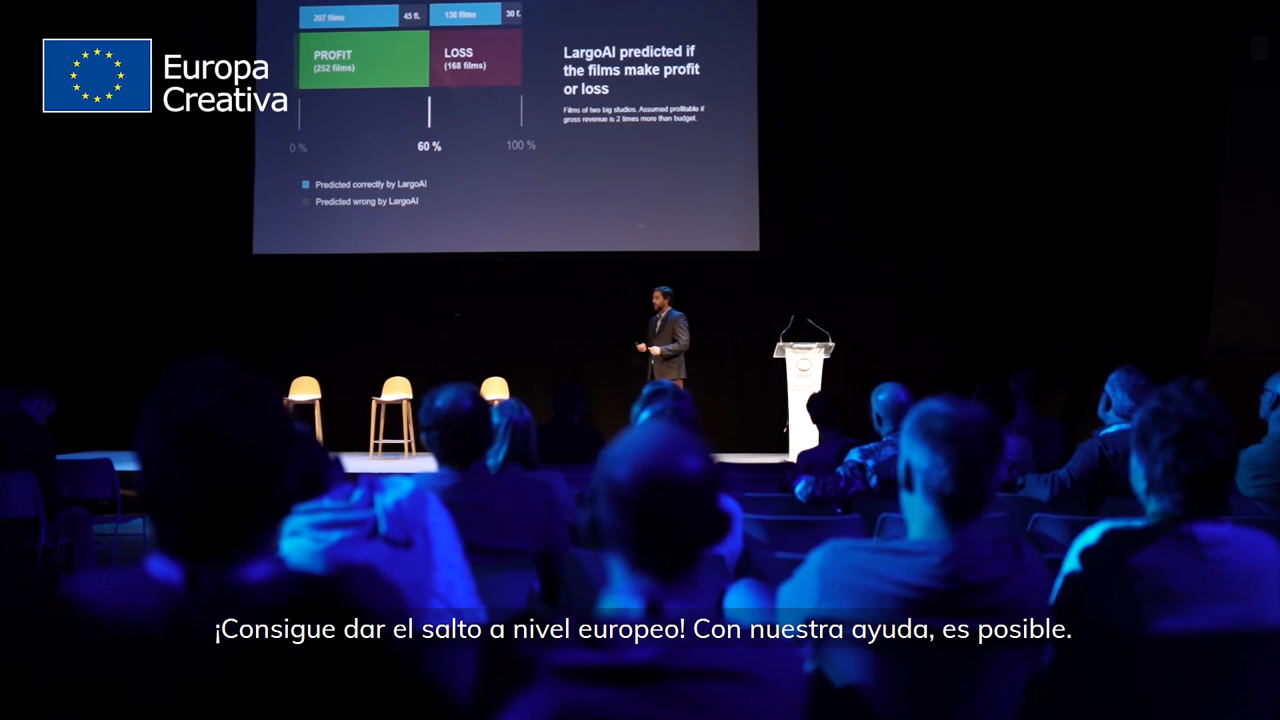 Europa
Creativa
207 films
45 fl.
138 films
30 f.
PROFIT
(252 films)
LOSS
(168 films)
LargoAI predicted if
the films make profit
or loss
Films of two big studios. Assumed profitable if
gross revenue is 2 times more than budget.
0 %
60 %
100 %
Predicted correctly by LargoAI
Predicted wrong by LargoAI
¡Consigue dar el salto a nivel europeo! Con nuestra ayuda, es posible.